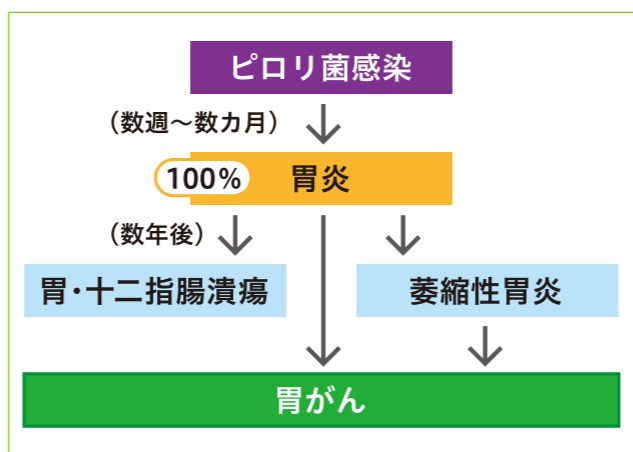 ピロリ菌感染
（数週～数カ月）
100%
胃炎
（数年後）
胃・十二指腸潰瘍
萎縮性胃炎
胃がん